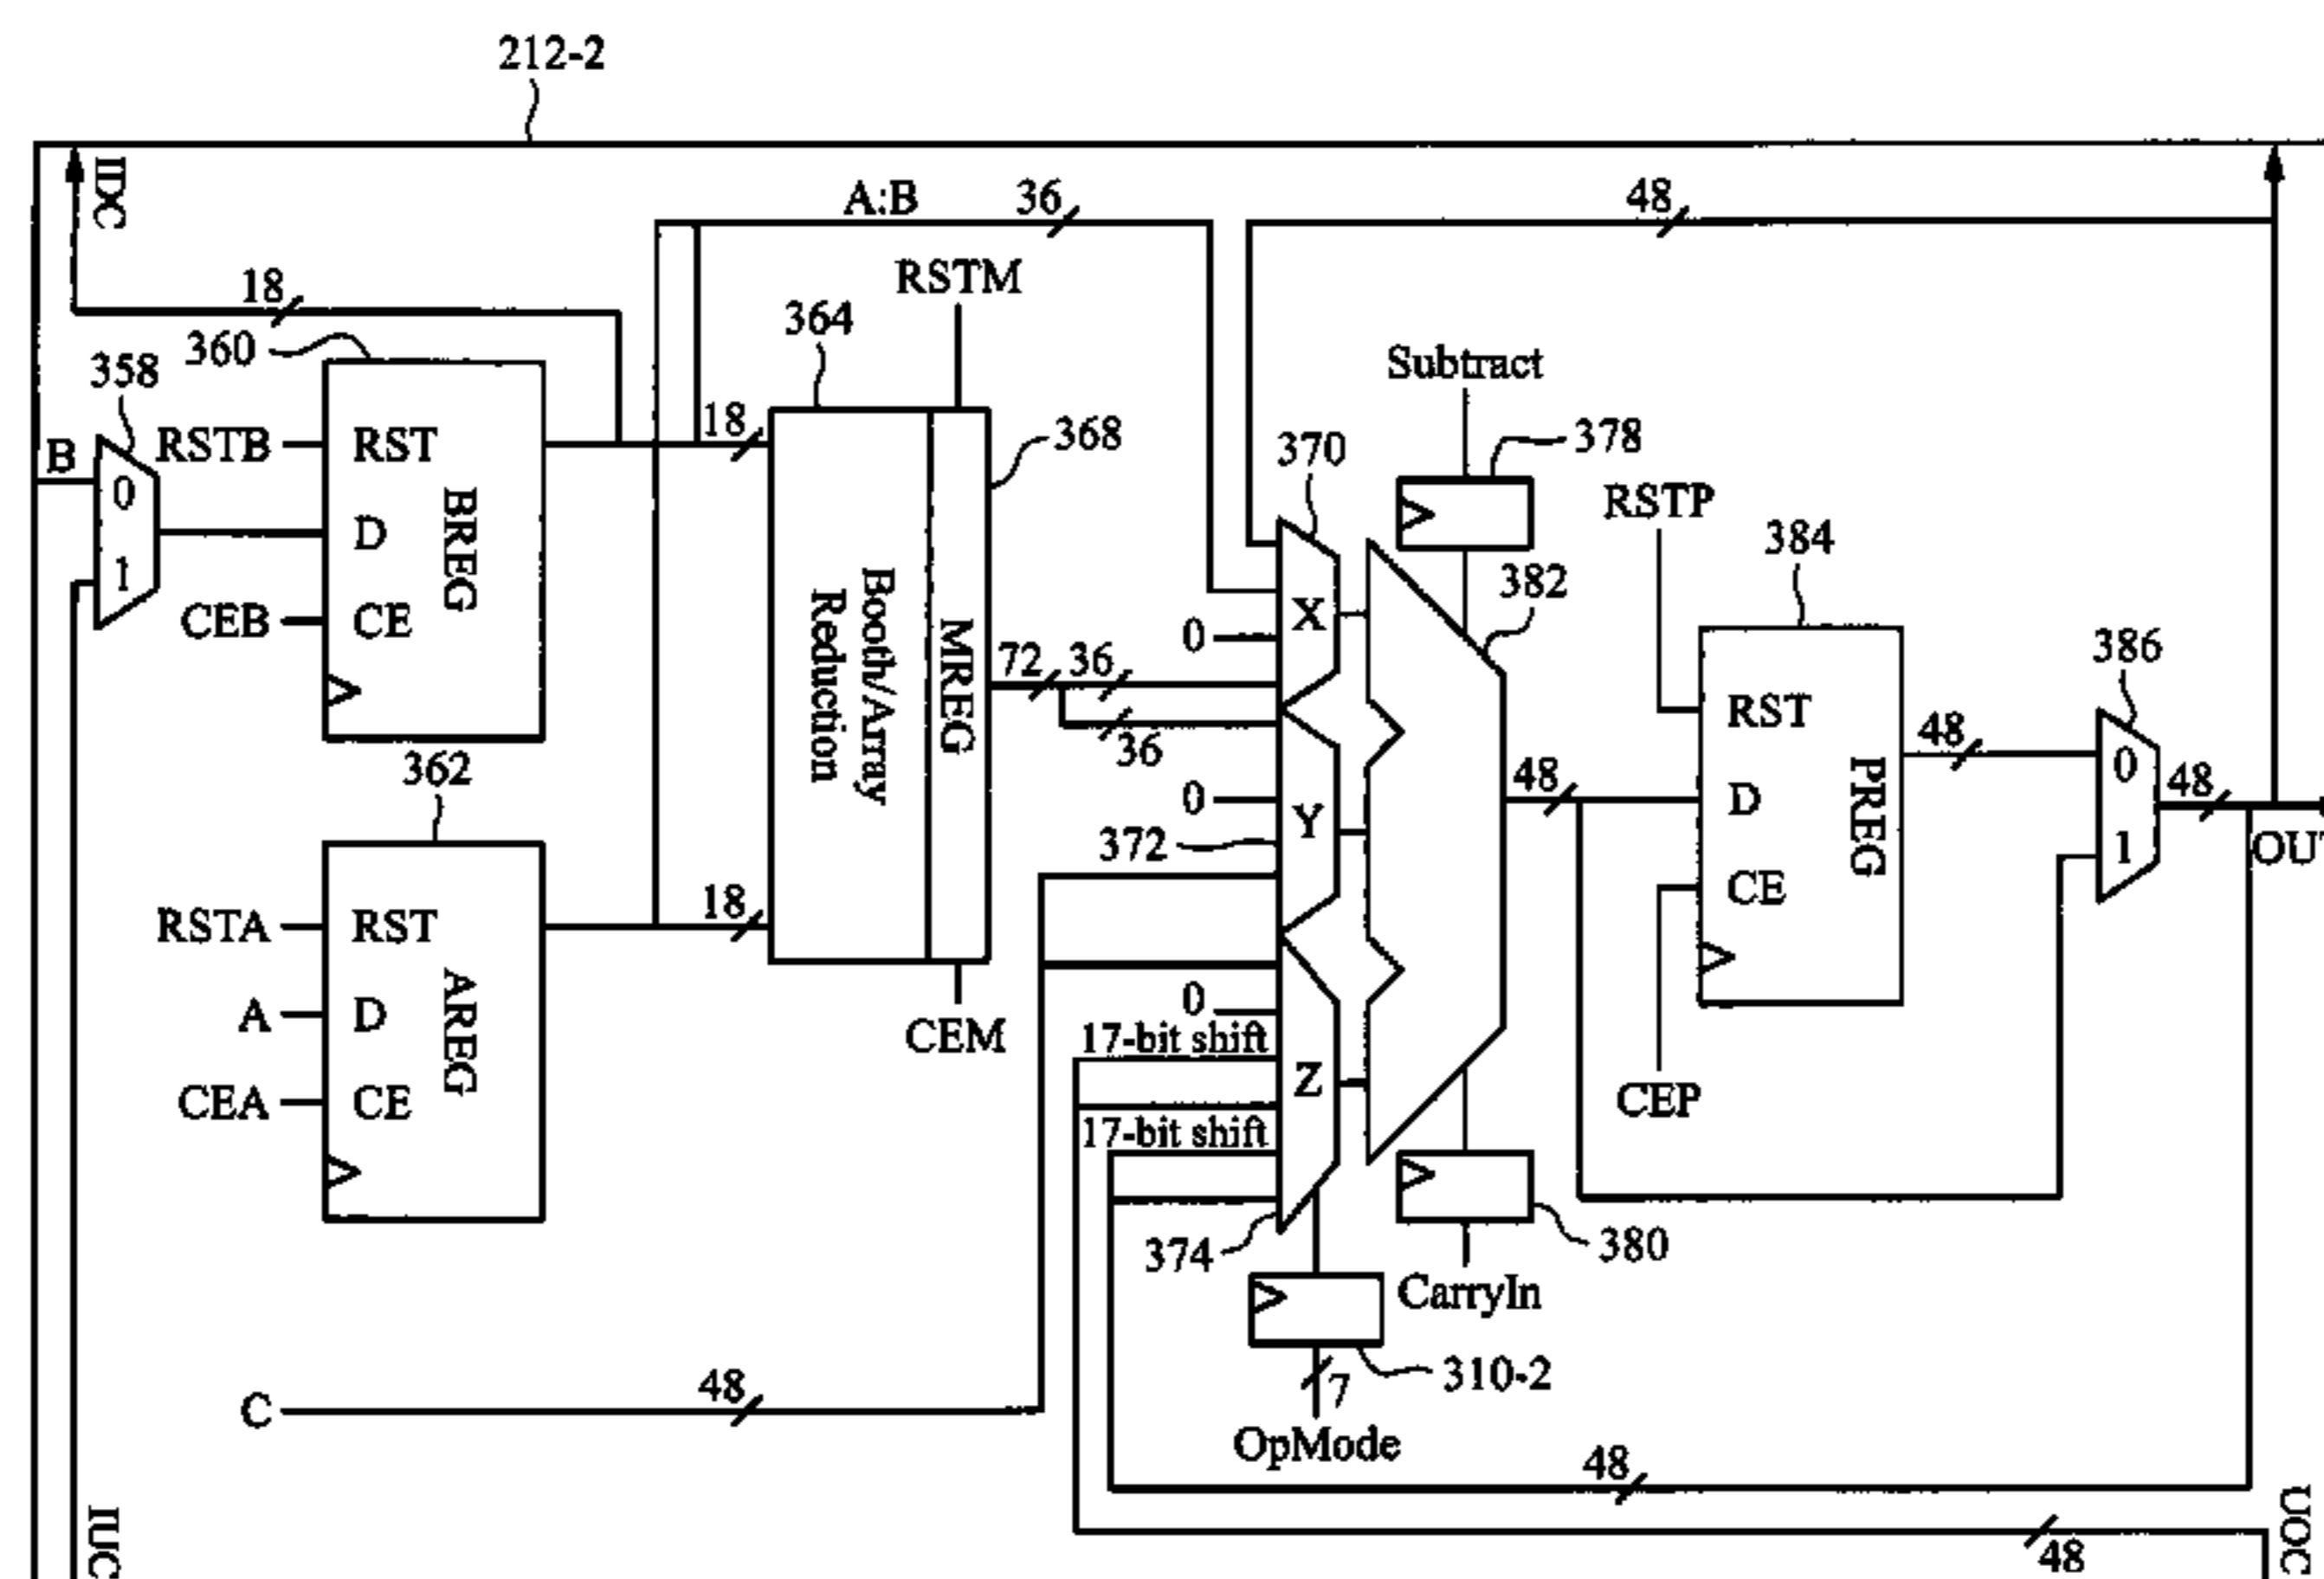 212-2
IDC
A:B
36
48
18
RSTM
360
364
358
Subtract
B
0
1
RSTB
RST
D
CEB
CE
BREG
18
368
370
378
RSTP
382
384
386
Booth/Array
Reduction
MREG
72
36
36
0
X
0
Y
372
362
RSTA
RST
A
D
CEA
CE
AREG
18
CEM
0
17-bit shift
Z
17-bit shift
374
48
RST
D
CE
PREG
CEP
48
0
1
48
OUT
380
CarryIn
310-2
7
OpMode
C
48
48
48
IUC
UOC